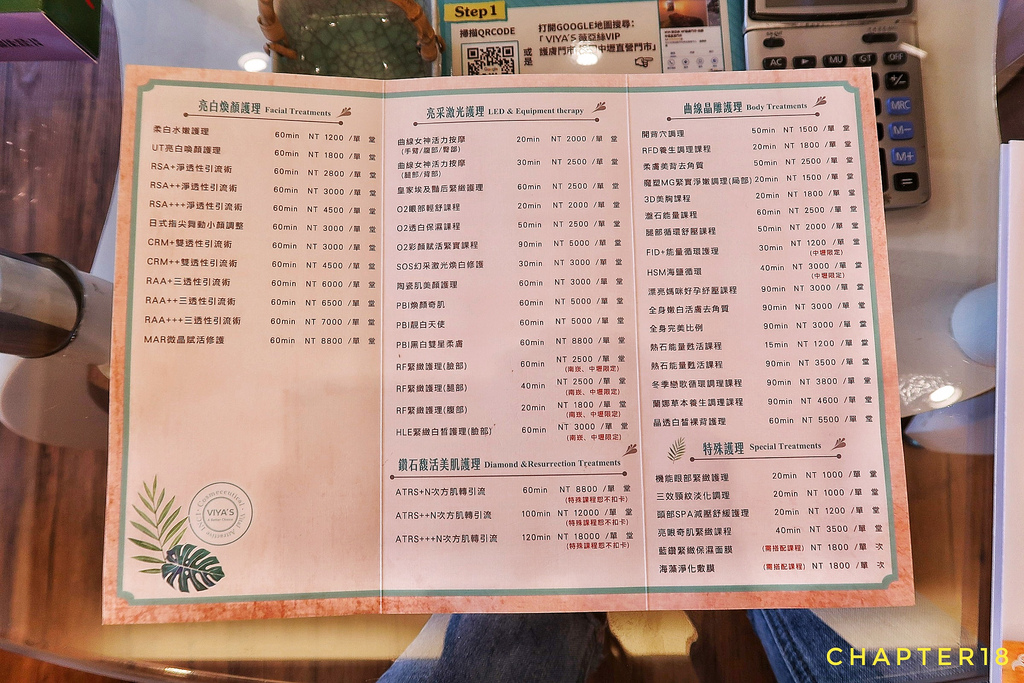 Step1
掃描QRCODE
或是
打開GOOGLE地圖搜尋:
「VIYA'S 薇亞絲VIP
AC ▶ MU GT OFF
+/-
MRC
M-
M+
=
亮白煥顏護理 Facial Treatments
柔白水嫩護理 60min NT 1200 /單 堂
UT亮白喚顏護理 60min NT 1800 /單 堂
RSA+淨透性引流術 60min NT 2800 /單 堂
RSA++淨透性引流術 60min NT 3000 /單 堂
RSA+++淨透性引流術 60min NT 4500 /單 堂
日式指尖舞動小顏調整 60min NT 3000 /單 堂
CRM+雙透性引流術 60min NT 3000 /單 堂
CRM++雙透性引流術 60min NT 4500 /單 堂
RAA+三透性引流術 60min NT 6000 /單 堂
RAA++三透性引流術 60min NT 6500 /單 堂
RAA+++三透性引流術 60min NT 7000 /單 堂
MAR微晶賦活修護 60min NT 8800 /單 堂
VIYA'S
亮采激光護理 LED & Equipment therapy
曲線女神活力按摩 20min NT 2000 /單 堂
(手臂/腹部/臀部)
曲線女神活力按摩 30min NT 2500 /單 堂
(腿部/背部)
皇家埃及豔后緊緻護理 60min NT 2500 /單 堂
O2眼部輕舒課程 20min NT 2000 /單 堂
O2透白保濕課程 50min NT 2500 /單 堂
O2彩顏賦活緊實課程 90min NT 5000 /單 堂
SOS幻采激光煥白修護 30min NT 3000 /單 堂
陶瓷肌美顏護理 60min NT 3000 /單 堂
PBI煥顏奇肌 60min NT 5000 /單 堂
PBI靚白天使 60min NT 5000 /單 堂
PBI黑白雙星柔膚 60min NT 8800 /單 堂
RF緊緻護理(臉部) 60min NT 2500 /單 堂
(南崁、中壢限定)
RF緊緻護理(腿部) 40min NT 2500 /單 堂
(南崁、中壢限定)
RF緊緻護理(腹部) 20min NT 1800 /單 堂
(南崁、中壢限定)
HLE緊緻白皙護理(臉部) 60min NT 3000 /單 堂
(南崁、中壢限定)
鑽石馥活美肌護理 Diamond &Resurrection Treatments
ATRS+N次方肌轉引流 60min NT 8800 /單 堂
(特殊課程恕不扣卡)
ATRS++N次方肌轉引流 100min NT 12000 /單 堂
(特殊課程恕不扣卡)
ATRS+++N次方肌轉引流 120min NT 18000 /單 堂
(特殊課程恕不扣卡)
曲線晶雕護理 Body Treatments
開背穴調理 50min NT 1500 /單 堂
RFD養生調理課程 20min NT 1800 /單 堂
柔膚美背去角質 50min NT 2500 /單 堂
魔塑MG緊實淨嫩調理(局部) 20min NT 1500 /單 堂
3D美胸課程 20min NT 1800 /單 堂
溫石能量課程 60min NT 2500 /單 堂
腿部循環舒壓課程 50min NT 2000 /單 堂
FID+能量循環護理 30min NT 1200 /單 堂
(中壢限定)
HSM海鹽循環 40min NT 3000 /單 堂
(中壢限定)
漂亮媽咪好孕紓壓課程 90min NT 3000 /單 堂
全身嫩白活膚去角質 90min NT 3000 /單 堂
全身完美比例 90min NT 3000 /單 堂
熱石能量甦活課程 15min NT 1200 /單 堂
熱石能量甦活課程 90min NT 3500 /單 堂
冬季戀歌循環調理課程 90min NT 3800 /單 堂
蘭娜草本養生調理課程 90min NT 4600 /單 堂
晶透白皙裸背護理 60min NT 5500 /單 堂
特殊護理 Special Treatments
機能眼部緊緻護理 20min NT 1000 /單 堂
三效頸紋淡化調理 20min NT 1000 /單 堂
頭部SPA減壓舒緩護理 20min NT 1200 /單 堂
亮眼奇肌緊緻課程 40min NT 3500 /單 堂
藍鑽緊緻保濕面膜 (需搭配課程) NT 1800 /單 次
海藻淨化敷膜 (需搭配課程) NT 1800 /單 次
CHAPTER18